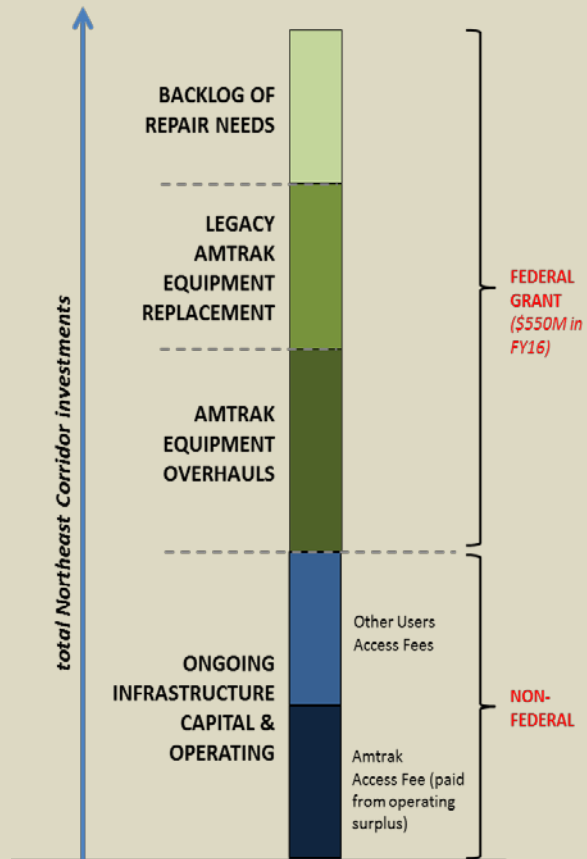 BACKLOG OF
REPAIR NEEDS
LEGACY
AMTRAK
EQUIPMENT
REPLACEMENT
AMTRAK
EQUIPMENT
OVERHAULS
ONGOING
INFRASTRUCTURE
CAPITAL &
OPERATING
total Northeast Corridor investments
Other Users
Access Fees
Amtrak
Access Fee (paid
from operating
surplus)
FEDERAL
GRANT
($550M in
FY16)
NON-
FEDERAL